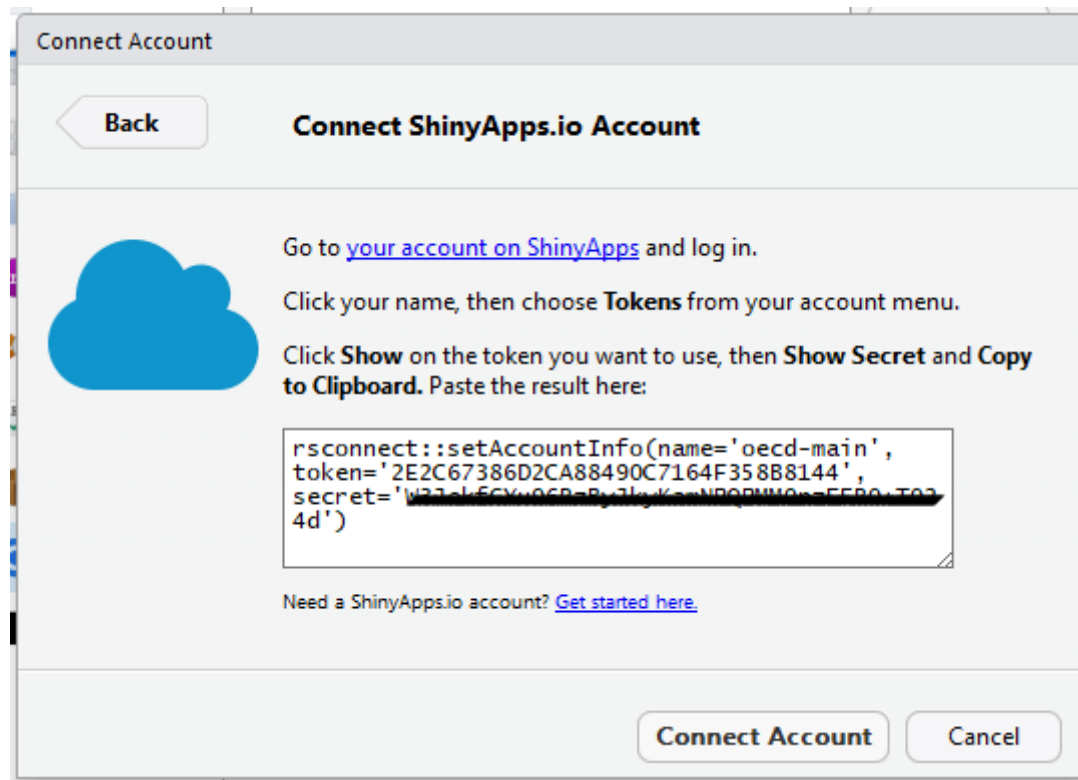 Connect Account
Back
Connect ShinyApps.io Account
Go to your account on ShinyApps and log in.
Click your name, then choose Tokens from your account menu.
Click Show on the token you want to use, then Show Secret and Copy
to Clipboard. Paste the result here:
rsconnect::setAccountInfo(name='oecd-main',
token='2E2C67386D2CA88490C7164F358B8144',
secret='
4d')
Need a ShinyApps.io account? Get started here.
Connect Account
Cancel